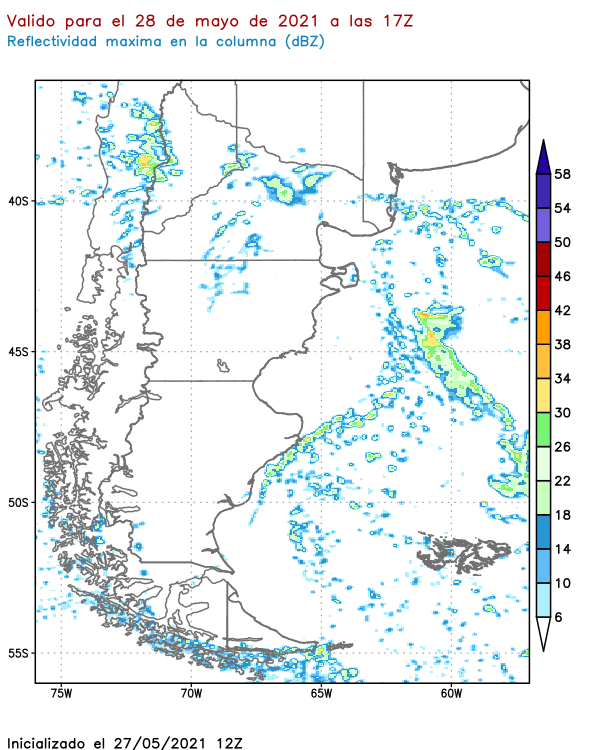 Valido para el 28 de mayo de 2021 a las 17Z
Reflectividad maxima en la columna (dBZ)
58
54
50
46
42
38
34
30
26
22
18
14
10
6
40S
45S
50S
55S
75W 70W 65W 60W
Inicializado el 27/05/2021 12Z